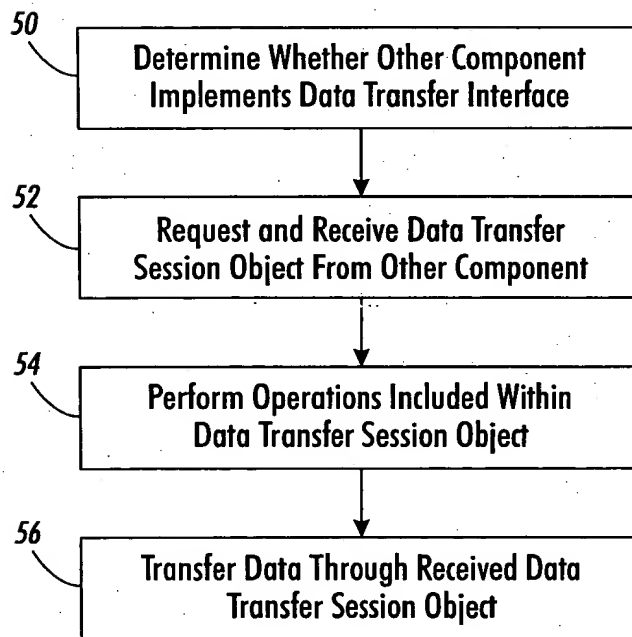 50
Determine Whether Other Component
Implements Data Transfer Interface
52
Request and Receive Data Transfer
Session Object From Other Component
54
Perform Operations Included Within
Data Transfer Session Object
56
Transfer Data Through Received Data
Transfer Session Object